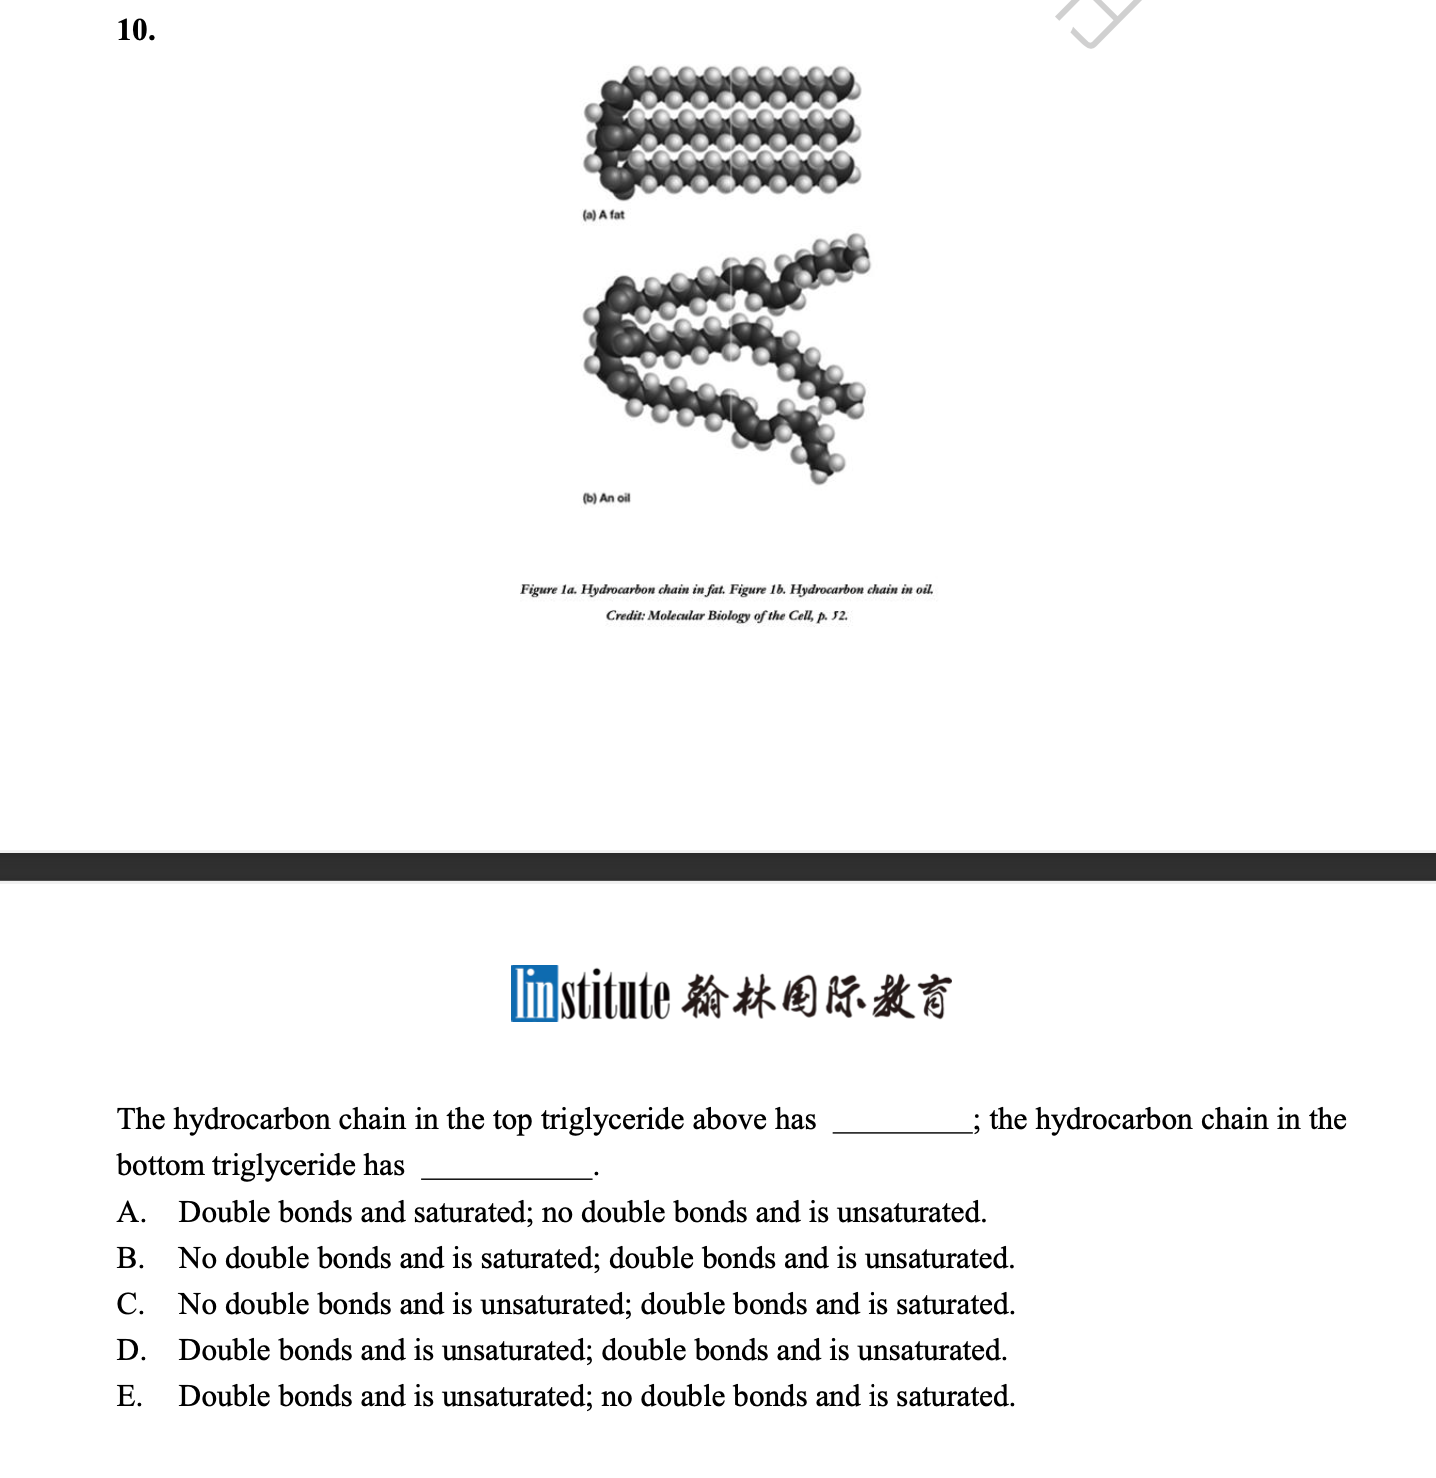 10.
(a) A fat
(b) An oil
Figure 1a. Hydrocarbon chain in fat. Figure 1b. Hydrocarbon chain in oil.
Credit: Molecular Biology of the Cell, p. 52.
linstitute 翰林国际教育
The hydrocarbon chain in the top triglyceride above has _________; the hydrocarbon chain in the
bottom triglyceride has ___________.
A. Double bonds and saturated; no double bonds and is unsaturated.
B. No double bonds and is saturated; double bonds and is unsaturated.
C. No double bonds and is unsaturated; double bonds and is saturated.
D. Double bonds and is unsaturated; double bonds and is unsaturated.
E. Double bonds and is unsaturated; no double bonds and is saturated.